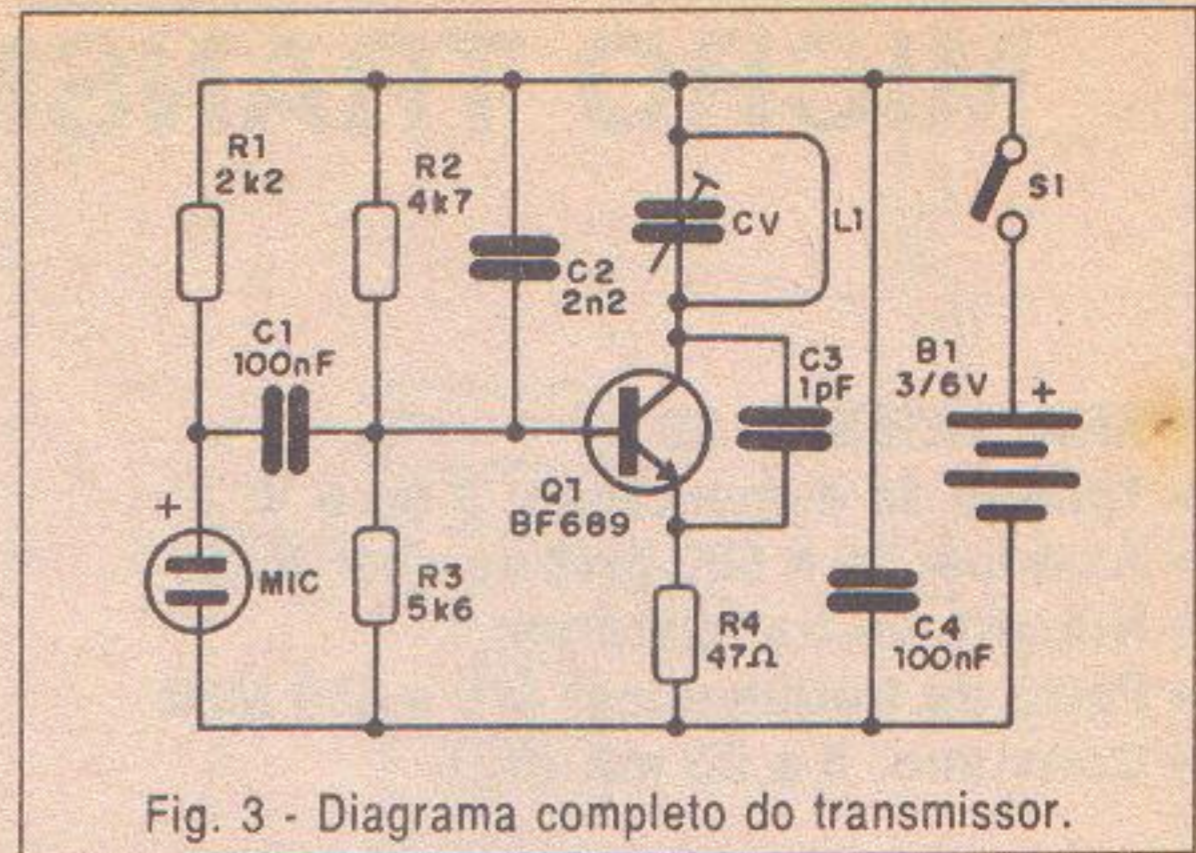 R1
2k2
R2
4k7
C1
100nF
C2
2n2
CV
L1
S1
C3
1pF
B1
3/6V
+
Q1
BF689
+
MIC
R3
5k6
R4
47Ω
C4
100nF
Fig. 3 - Diagrama completo do transmissor.